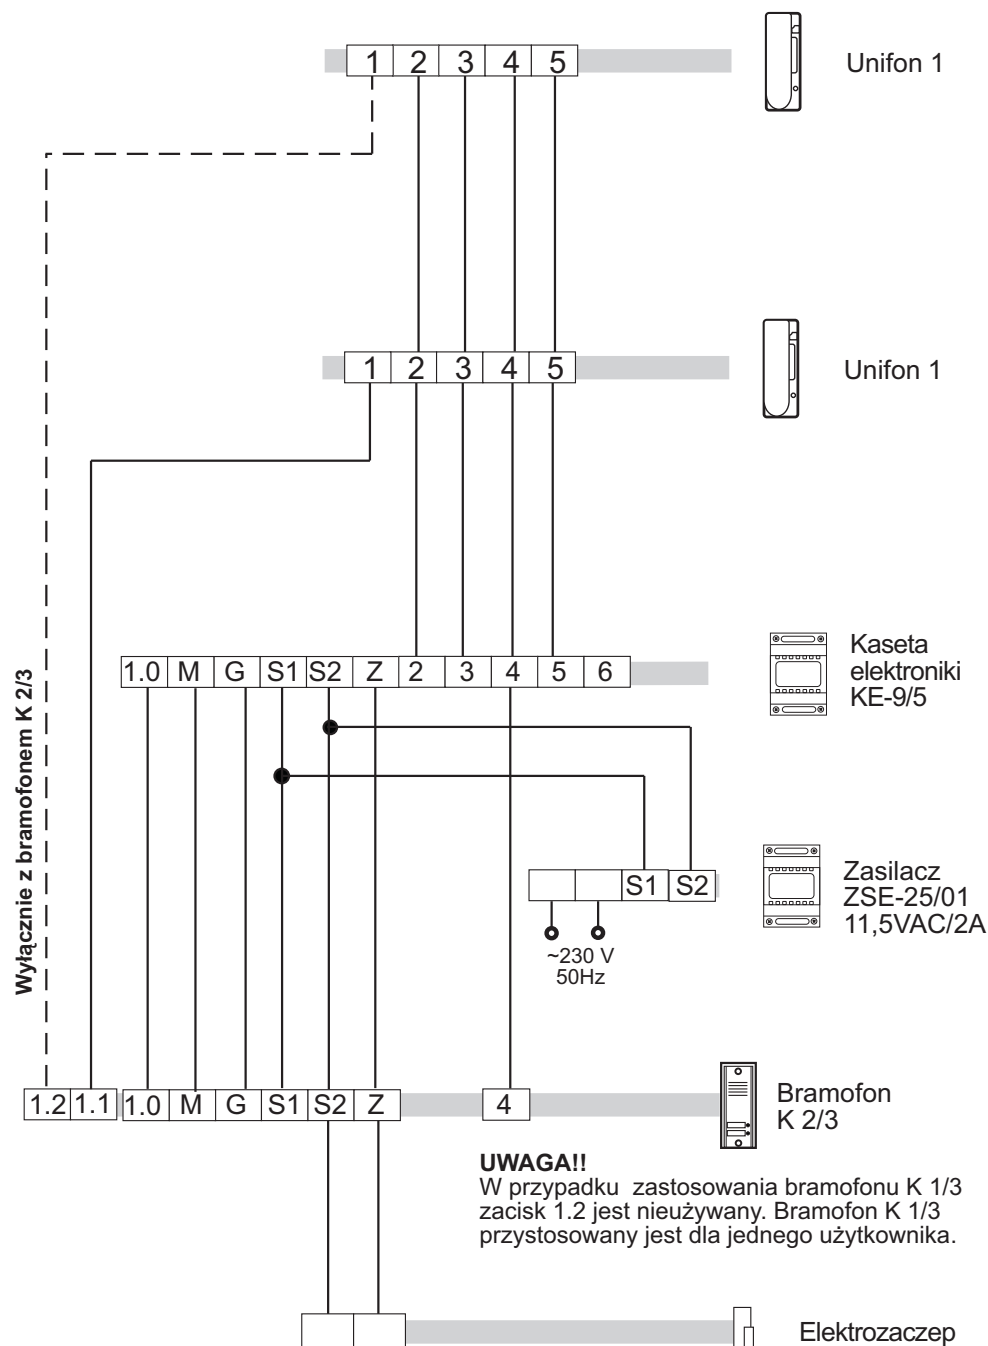 1 2 3 4 5
Unifon 1
1 2 3 4 5
Unifon 1
Wyłącznie z bramofonem K 2/3
1.0 M G S1 S2 Z 2 3 4 5 6
Kaseta
elektroniki
KE-9/5
S1 S2
Zasilacz
ZSE-25/01
11,5VAC/2A
~230 V
50Hz
1.2 1.1 1.0 M G S1 S2 Z 4
Bramofon
K 2/3
UWAGA!!
W przypadku zastosowania bramofonu K 1/3
zacisk 1.2 jest nieużywany. Bramofon K 1/3
przystosowany jest dla jednego użytkownika.
Elektrozaczep